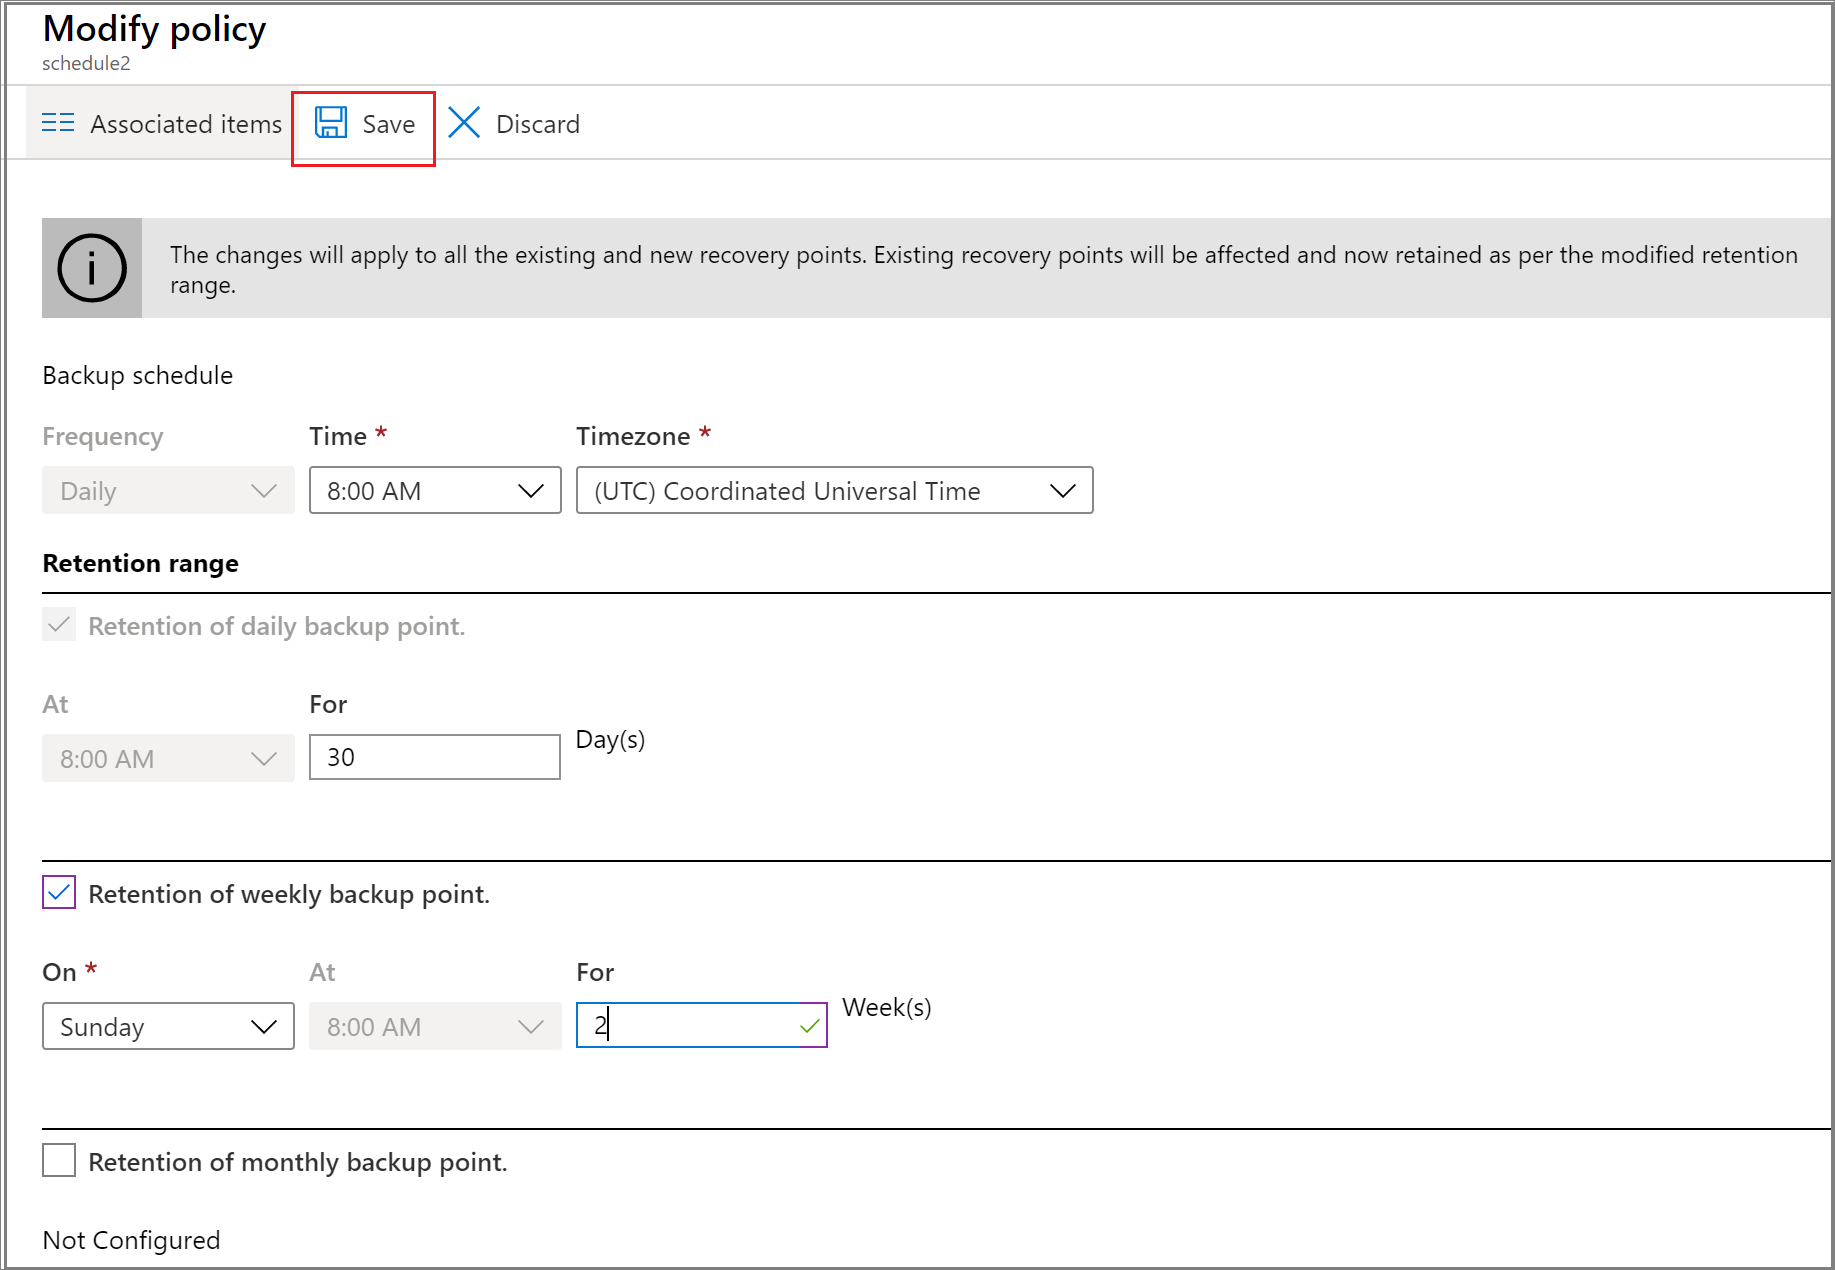 Modify policy
schedule2
Associated items Save Discard
The changes will apply to all the existing and new recovery points. Existing recovery points will be affected and now retained as per the modified retention
range.
Backup schedule
Frequency Time * Timezone *
Daily 8:00 AM (UTC) Coordinated Universal Time
Retention range
Retention of daily backup point.
At For
8:00 AM 30 Day(s)
Retention of weekly backup point.
On * At For
Sunday 8:00 AM 2 Week(s)
Retention of monthly backup point.
Not Configured